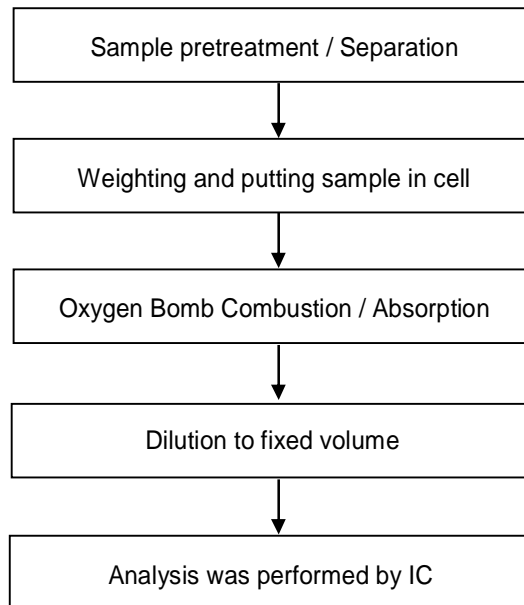 Sample pretreatment / Separation
Weighting and putting sample in cell
Oxygen Bomb Combustion / Absorption
Dilution to fixed volume
Analysis was performed by IC